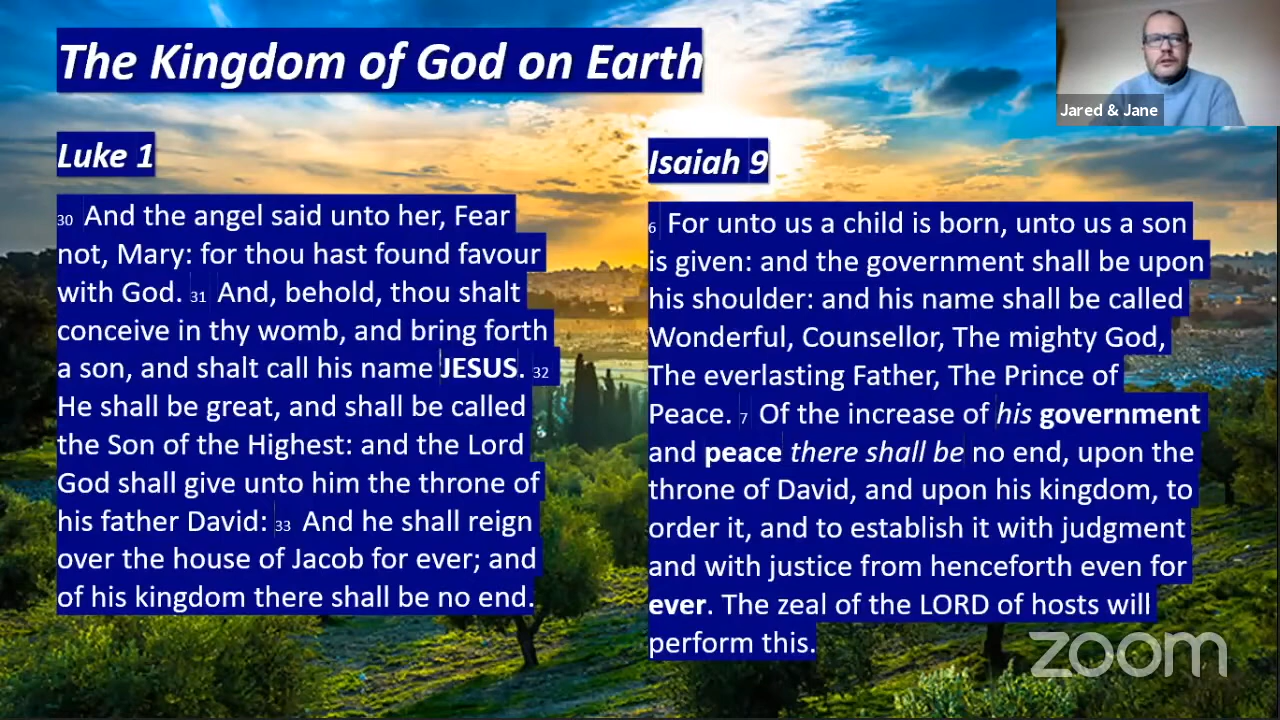 The Kingdom of God on Earth
Jared & Jane
Luke 1
30 And the angel said unto her, Fear
not, Mary: for thou hast found favour
with God. 31 And, behold, thou shalt
conceive in thy womb, and bring forth
a son, and shalt call his name JESUS. 32
He shall be great, and shall be called
the Son of the Highest: and the Lord
God shall give unto him the throne of
his father David: 33 And he shall reign
over the house of Jacob for ever; and
of his kingdom there shall be no end.
Isaiah 9
6 For unto us a child is born, unto us a son
is given: and the government shall be upon
his shoulder: and his name shall be called
Wonderful, Counsellor, The mighty God,
The everlasting Father, The Prince of
Peace. 7 Of the increase of his government
and peace there shall be no end, upon the
throne of David, and upon his kingdom, to
order it, and to establish it with judgment
and with justice from henceforth even for
ever. The zeal of the LORD of hosts will
perform this.
zoom